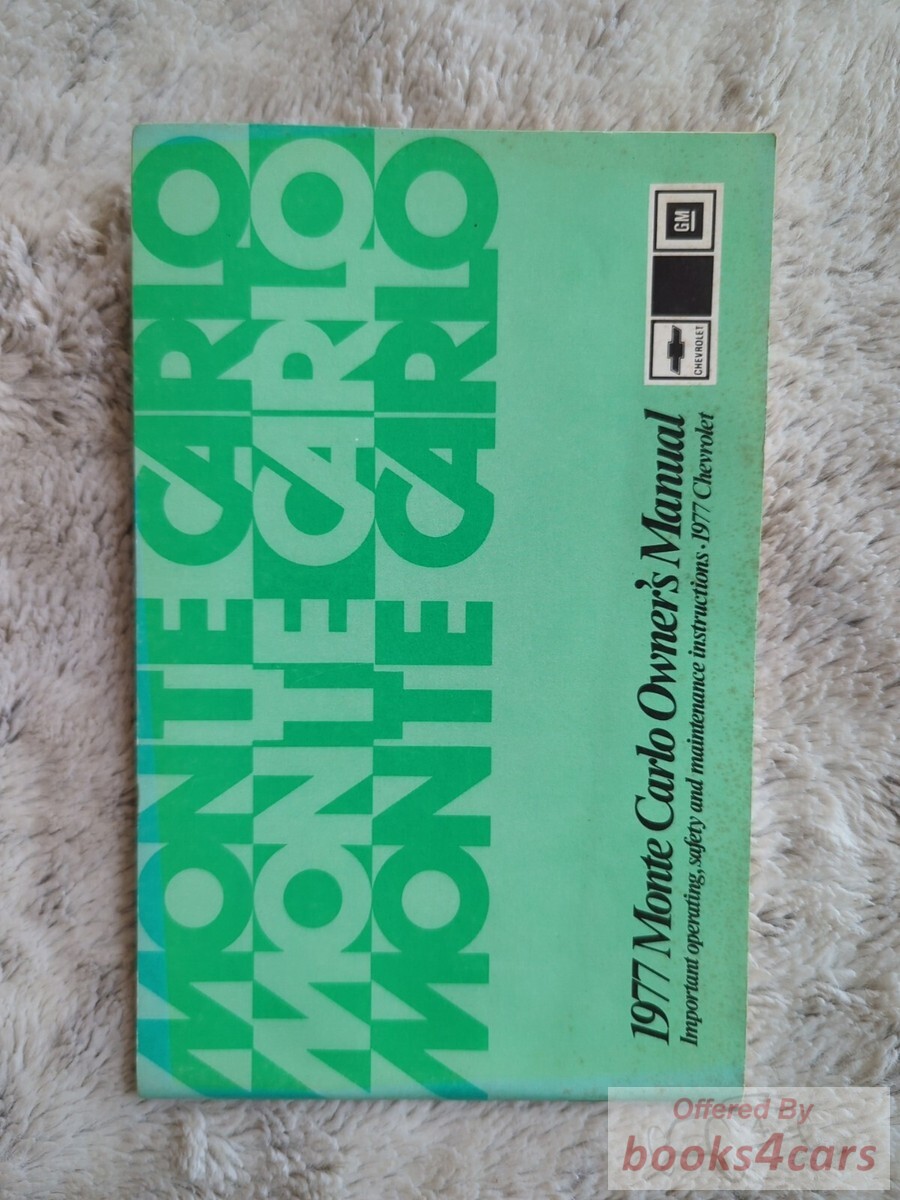 MONTE CARLO
MONTE CARLO
MONTE CARLO
1977 Monte Carlo Owner's Manual
Important operating, safety and maintenance instructions • 1977 Chevrolet
CHEVROLET
GM
Offered By
books4cars